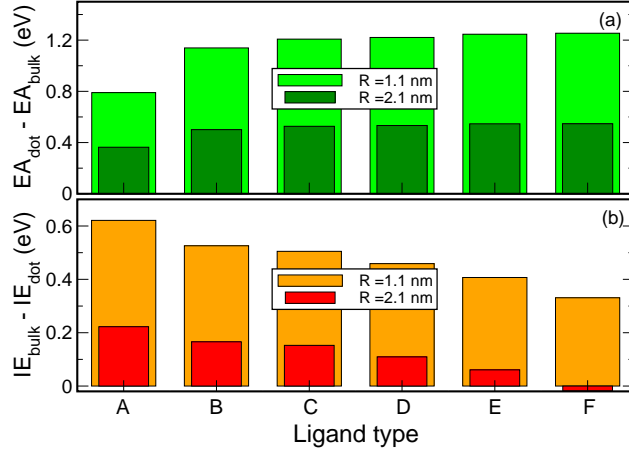 (a)
EA_dot - EA_bulk (eV)
1.2
0.8
0.4
0
R =1.1 nm
R =2.1 nm
(b)
IE_bulk - IE_dot (eV)
0.6
0.4
0.2
0
R =1.1 nm
R =2.1 nm
A B C D E F
Ligand type